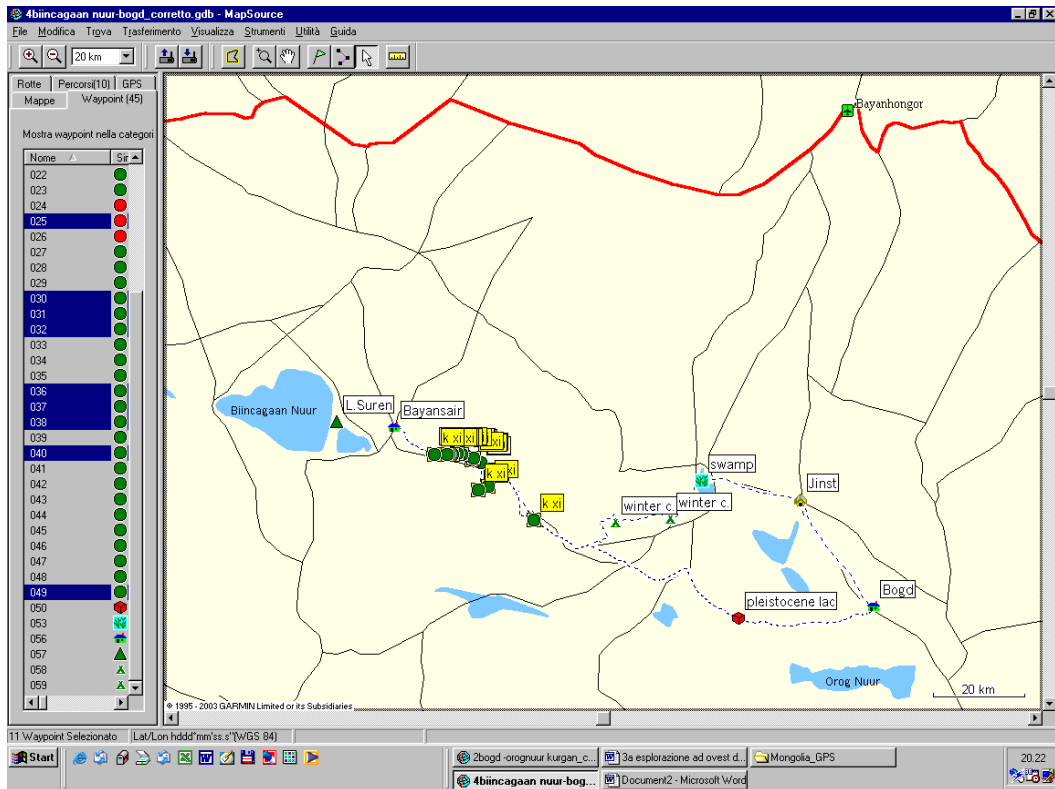 4biincagaan nuur-bogd_corretto.gdb - MapSource
File Modifica Trova Trasferimento Visualizza Strumenti Utilità Guida
20 km
Rotte Percorsi(10) GPS
Mappe Waypoint (45)
Mostra waypoint nella categori
Nome Sir
022
023
024
025
026
027
028
029
030
031
032
033
034
035
036
037
038
039
040
041
042
043
044
045
046
047
048
049
050
053
056
057
058
059
Bayanhongor
Biincagaan Nuur
L.Suren
Bayansair
k xi
xi
xi
k xi
xi
k xi
swamp
winter c.
winter c.
Jinst
Bogd
pleistocene lac
Orog Nuur
20 km
© 1995 - 2003 GARMIN Limited or its Subsidiaries
11 Waypoint Selezionato Lat/Lon hddd°mm'ss.s"(WGS 84)
Start
2bogd -orognuur kurgan_c...
3a esplorazione ad ovest d...
Mongolia_GPS
4biincagaan nuur-bog...
Document2 - Microsoft Word
20.22